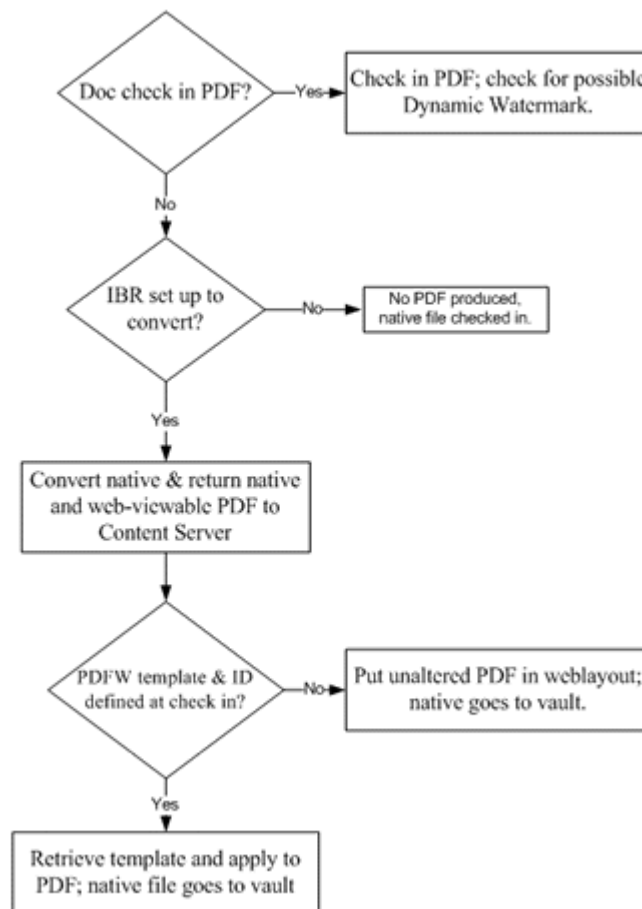 Doc check in PDF?
Yes
Check in PDF; check for possible
Dynamic Watermark.
No
IBR set up to
convert?
No
No PDF produced,
native file checked in.
Yes
Convert native & return native
and web-viewable PDF to
Content Server
PDFW template & ID
defined at check in?
No
Put unaltered PDF in weblayout;
native goes to vault.
Yes
Retrieve template and apply to
PDF; native file goes to vault